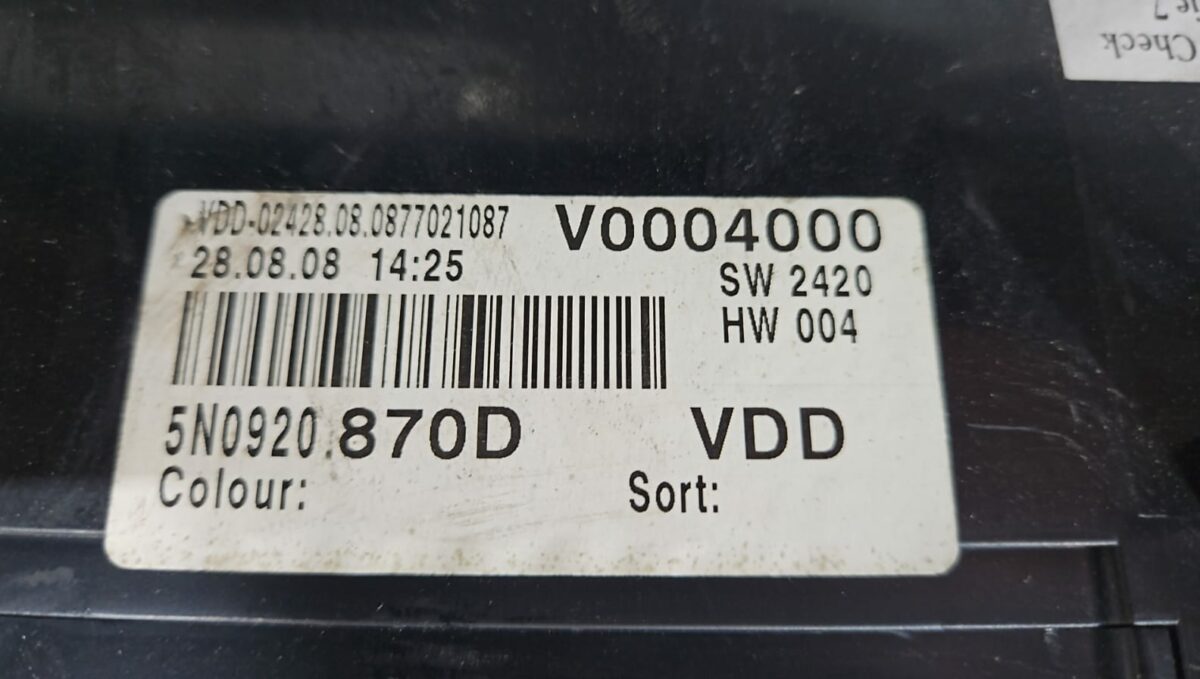 Check
VDD-02428.08.0877021087
V0004000
28.08.08 14:25
SW 2420
HW 004
5N0920.870D
VDD
Colour:
Sort: